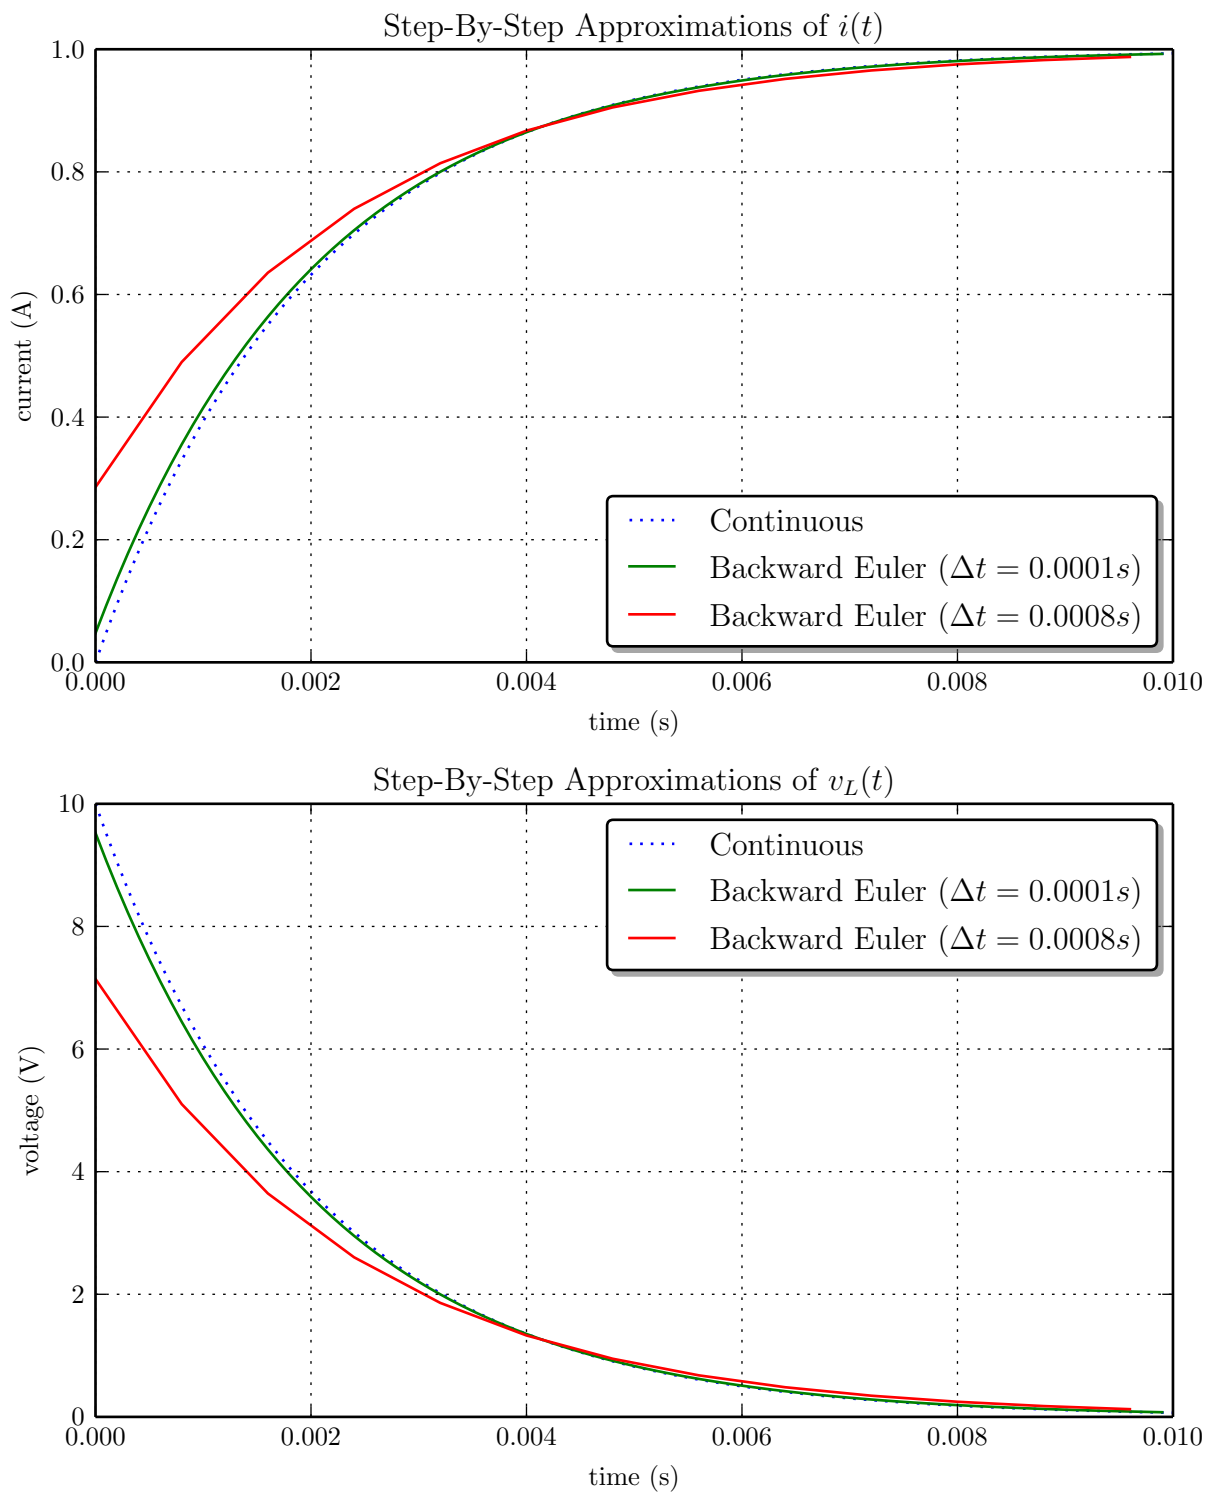 Step-By-Step Approximations of i(t)
1.0
0.8
0.6
0.4
0.2
0.0
current (A)
Continuous
Backward Euler (Δt = 0.0001s)
Backward Euler (Δt = 0.0008s)
0.000 0.002 0.004 0.006 0.008 0.010
time (s)
Step-By-Step Approximations of v_L(t)
10
8
6
4
2
0
voltage (V)
Continuous
Backward Euler (Δt = 0.0001s)
Backward Euler (Δt = 0.0008s)
0.000 0.002 0.004 0.006 0.008 0.010
time (s)